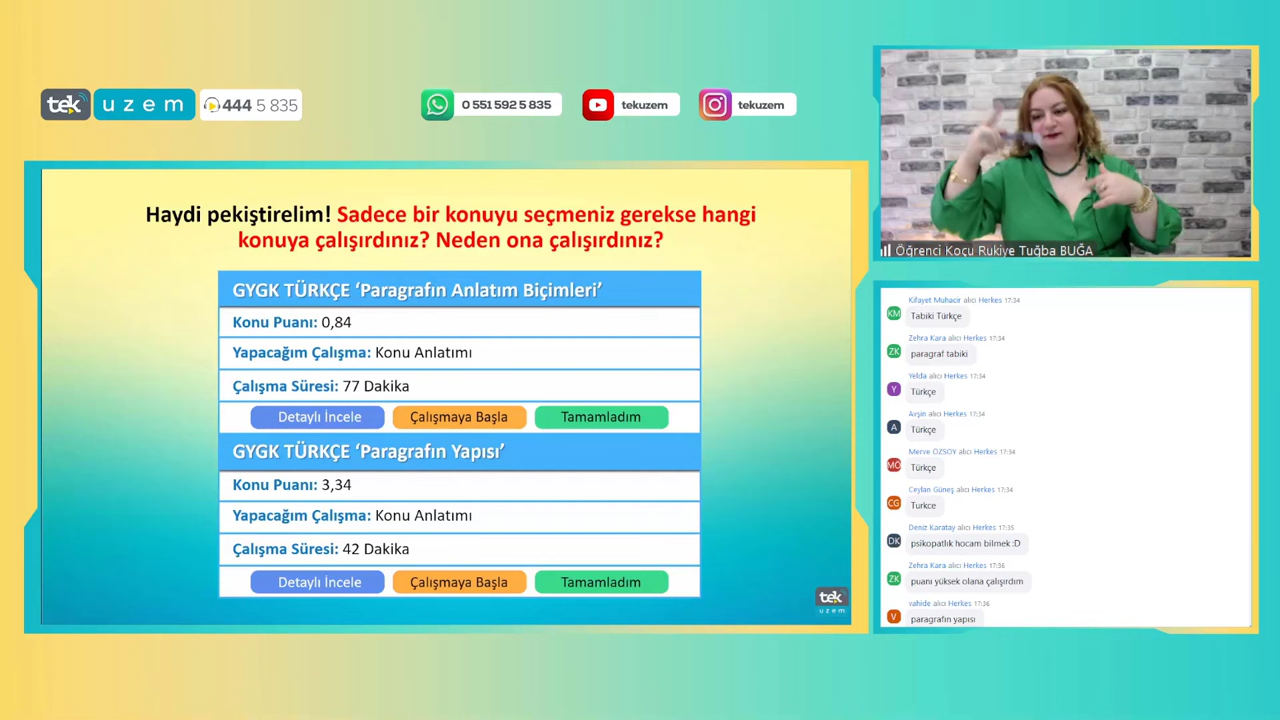 tek uzem 444 5 835
0 551 592 5 835
tekuzem
tekuzem
Haydi pekiştirelim! Sadece bir konuyu seçmeniz gerekse hangi
konuya çalışırdınız? Neden ona çalışırdınız?
GYGK TÜRKÇE ‘Paragrafın Anlatım Biçimleri’
Konu Puanı: 0,84
Yapacağım Çalışma: Konu Anlatımı
Çalışma Süresi: 77 Dakika
Detaylı İncele Çalışmaya Başla Tamamladım
GYGK TÜRKÇE ‘Paragrafın Yapısı’
Konu Puanı: 3,34
Yapacağım Çalışma: Konu Anlatımı
Çalışma Süresi: 42 Dakika
Detaylı İncele Çalışmaya Başla Tamamladım
tek
uzem
Öğrenci Koçu Rukiye Tuğba BUĞA
Kifayet Muhacir alıcı Herkes 17:34
KM Tabiki Türkçe
Zehra Kara alıcı Herkes 17:34
ZK paragraf tabiki
Yelda alıcı Herkes 17:34
Y Türkçe
Avşin alıcı Herkes 17:34
A Türkçe
Merve ÖZSOY alıcı Herkes 17:34
MÖ Türkçe
Ceylan Güneş alıcı Herkes 17:34
CG Turkce
Deniz Karatay alıcı Herkes 17:35
DK psikopatlık hocam bilmek :D
Zehra Kara alıcı Herkes 17:36
ZK puanı yüksek olana çalışırdım
vahide alıcı Herkes 17:36
V paragrafın yapısı